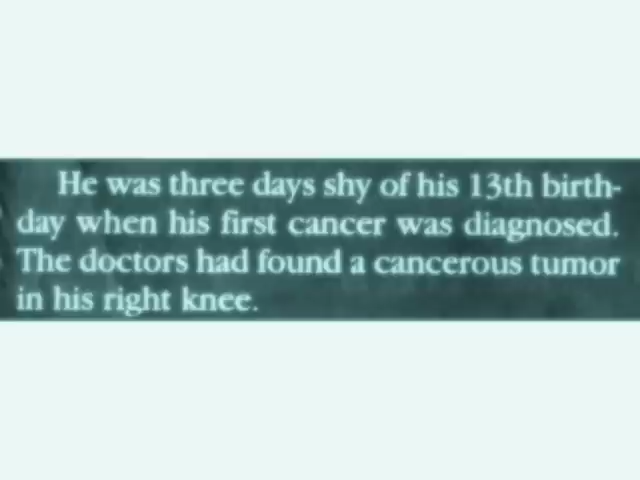 He was three days shy of his 13th birth-
day when his first cancer was diagnosed.
The doctors had found a cancerous tumor
in his right knee.